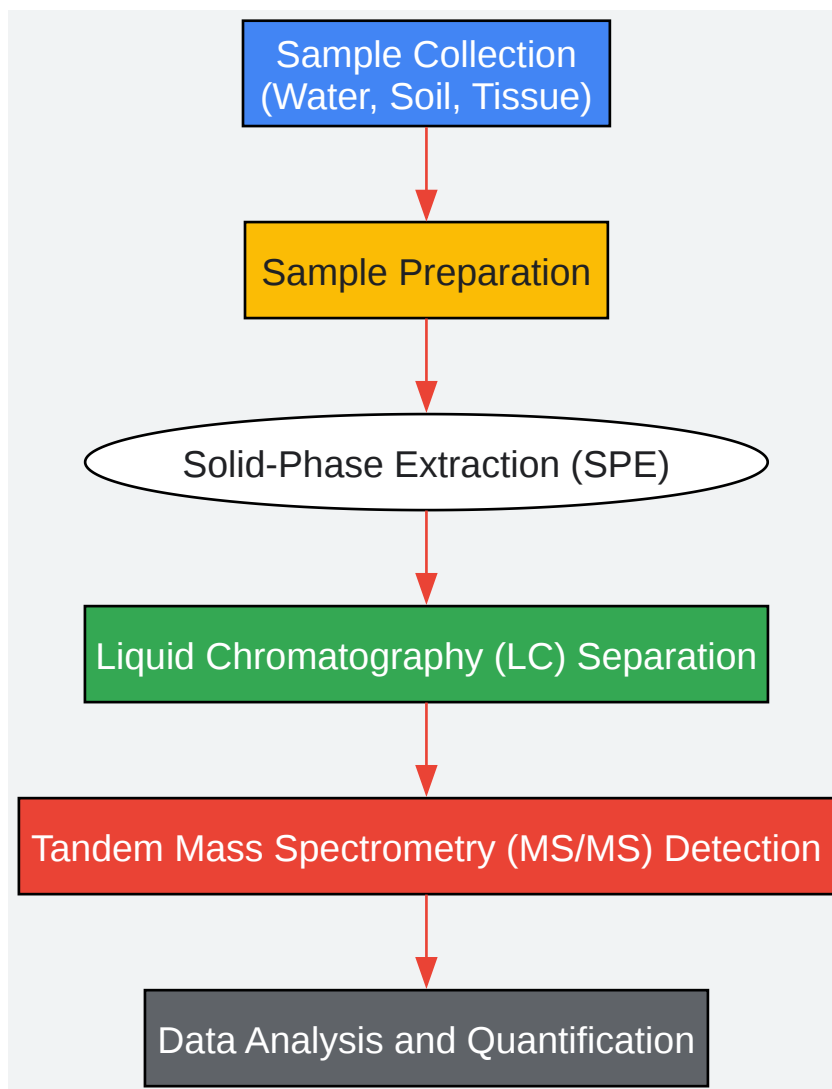 Sample Collection
(Water, Soil, Tissue)
Sample Preparation
Solid-Phase Extraction (SPE)
Liquid Chromatography (LC) Separation
Tandem Mass Spectrometry (MS/MS) Detection
Data Analysis and Quantification